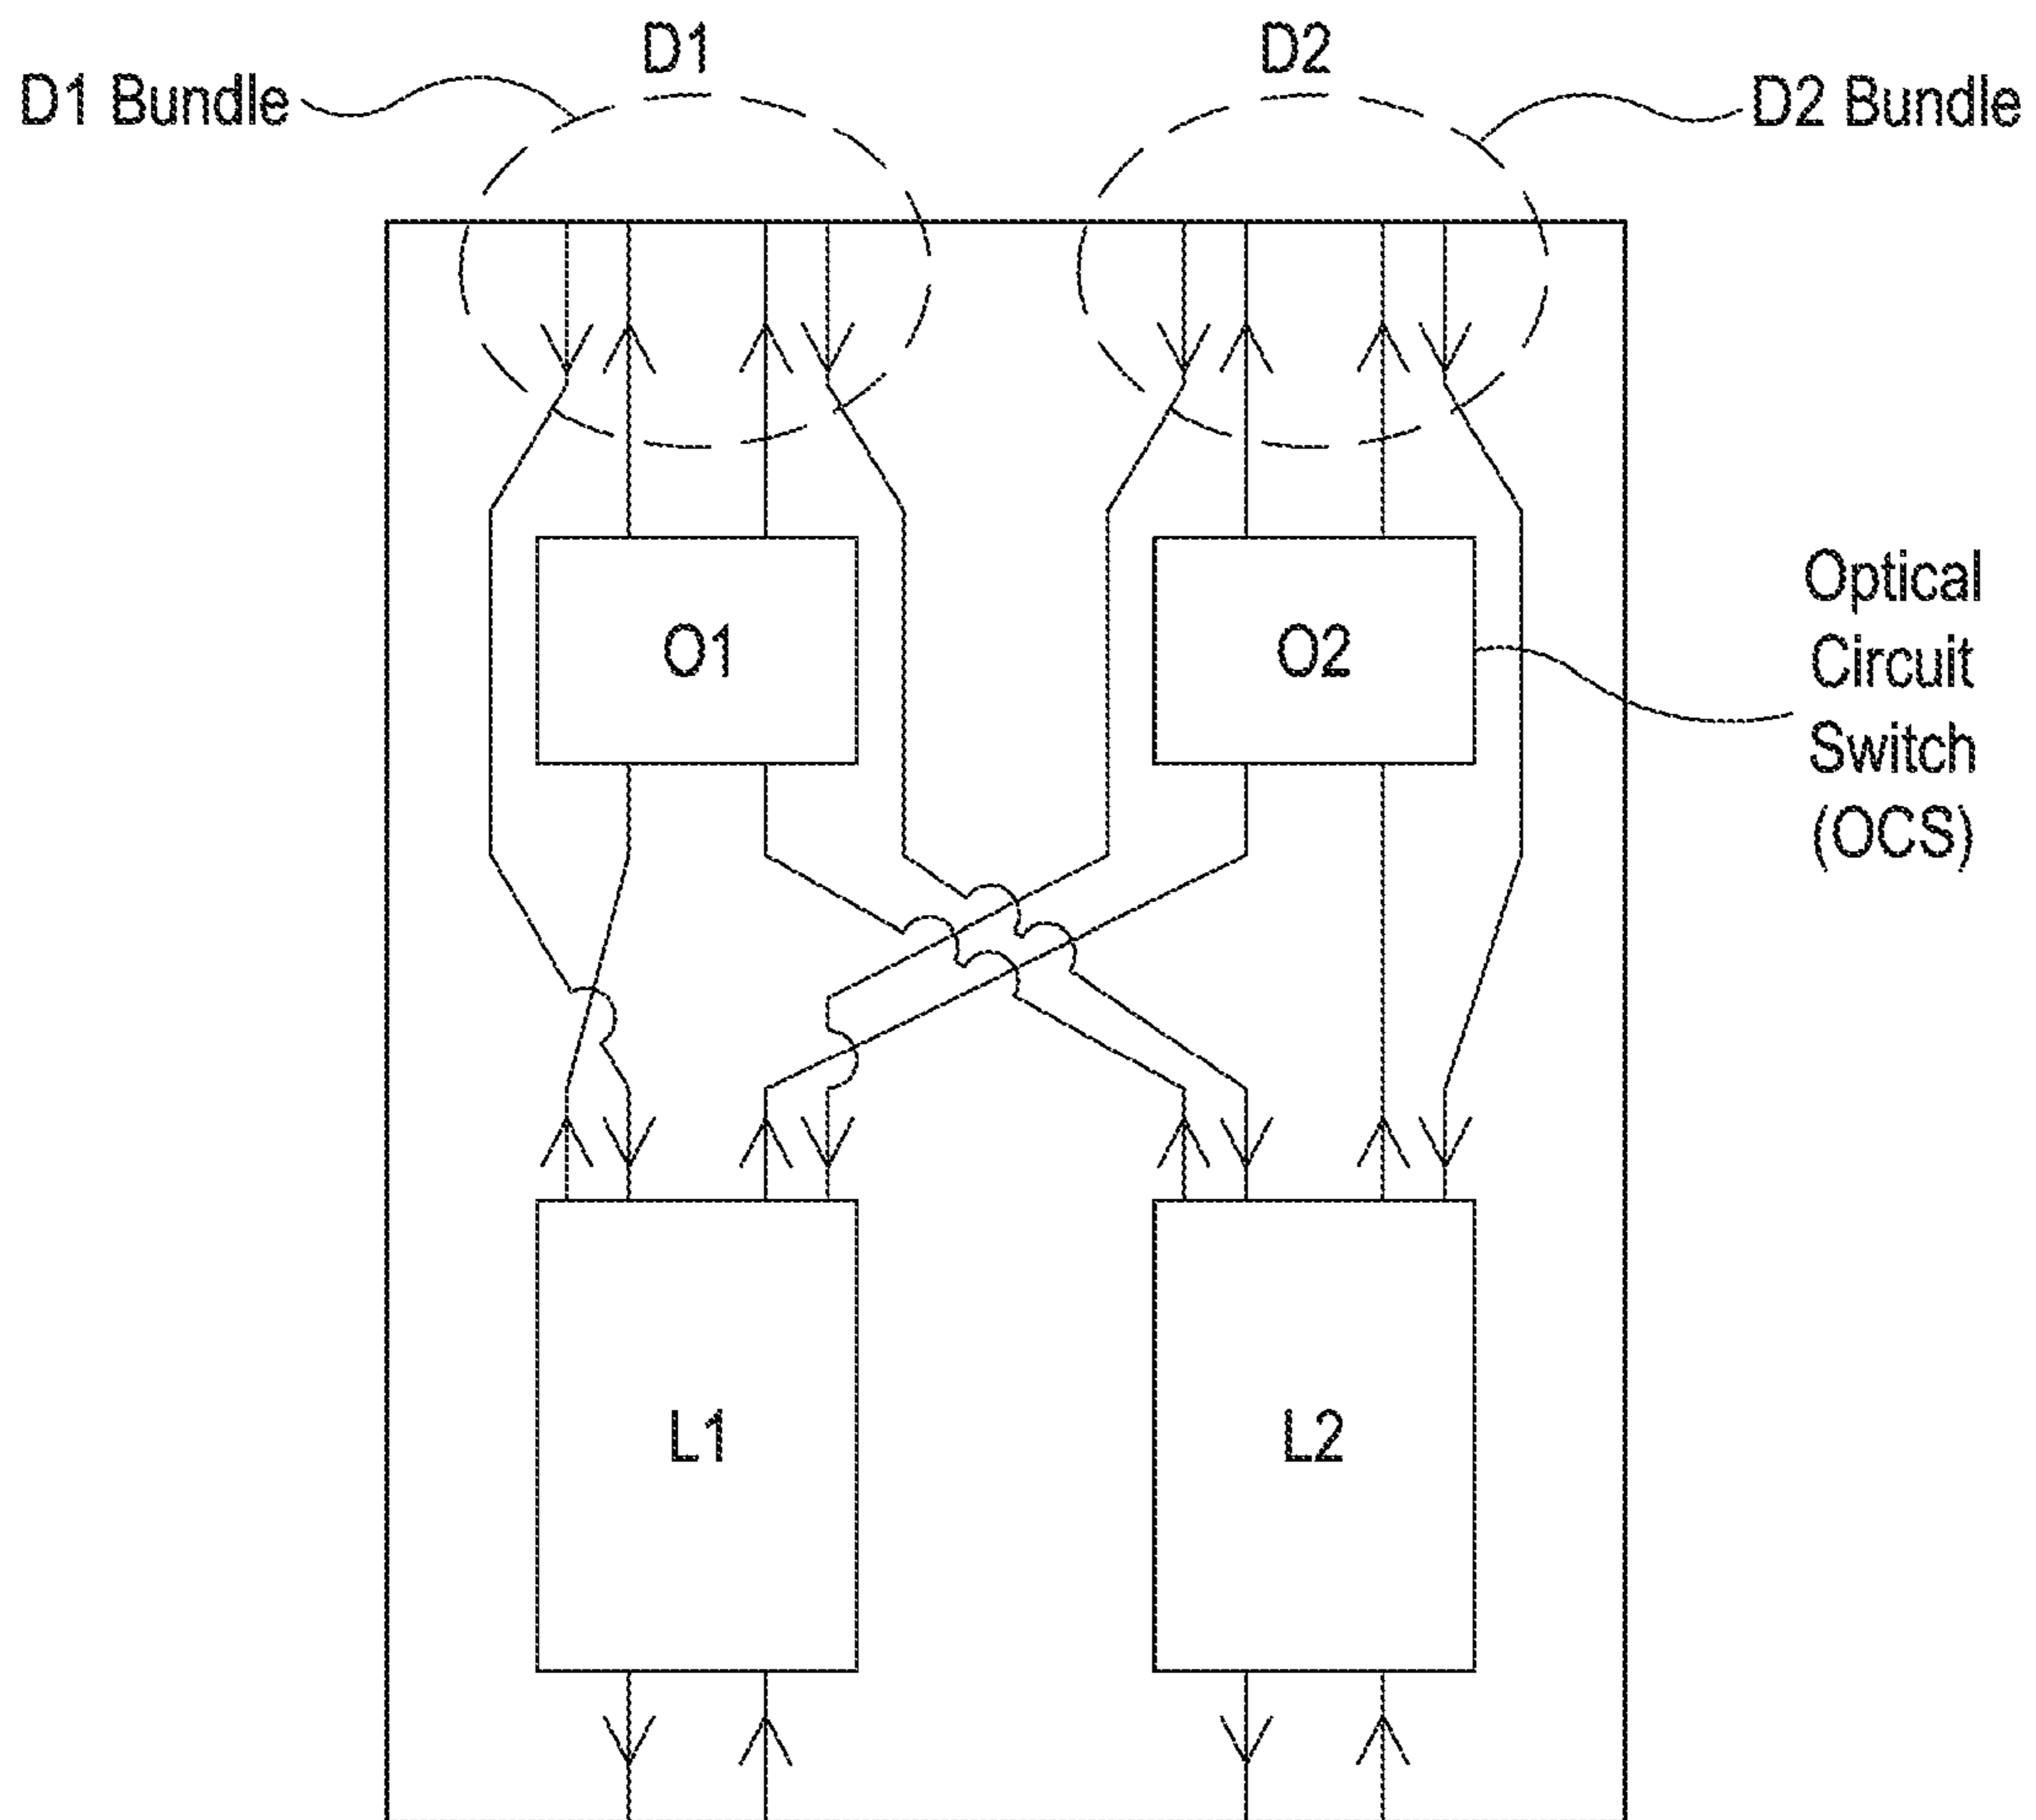 D1
D2
D1 Bundle
D2 Bundle
O1
O2
Optical
Circuit
Switch
(OCS)
L1
L2